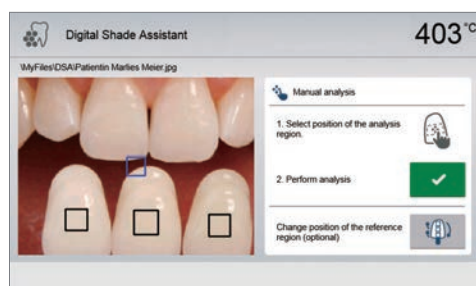 Digital Shade Assistant
403 °C
\MyFiles\DSA\Patientin Marlies Meier.jpg
Manual analysis
1. Select position of the analysis
region.
2. Perform analysis
Change position of the reference
region (optional)